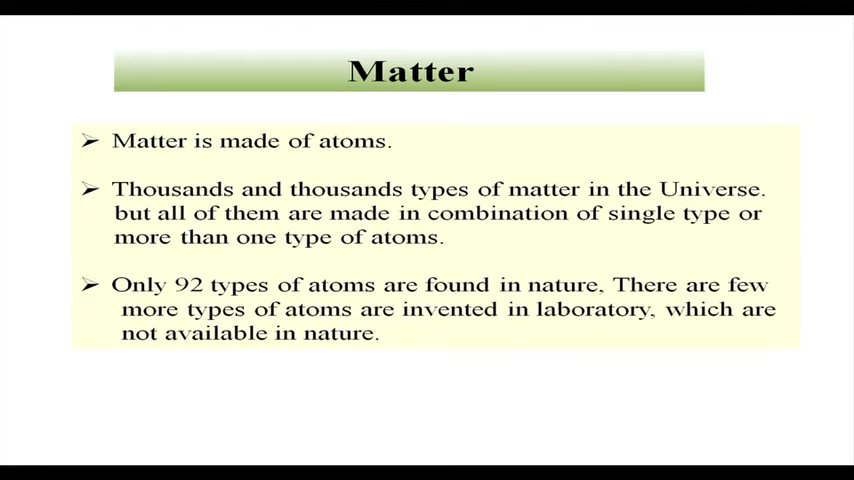 Matter
➢ Matter is made of atoms.
➢ Thousands and thousands types of matter in the Universe.
but all of them are made in combination of single type or
more than one type of atoms.
➢ Only 92 types of atoms are found in nature, There are few
more types of atoms are invented in laboratory, which are
not available in nature.